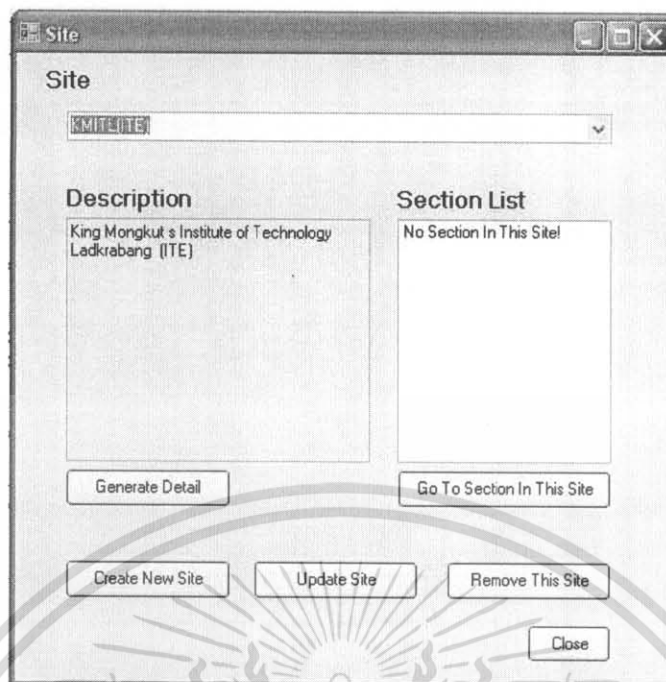 Site
Site
KMITL(ITE)
Description
Section List
King Mongkut s Institute of Technology
Ladkrabang (ITE)
No Section In This Site!
Generate Detail
Go To Section In This Site
Create New Site
Update Site
Remove This Site
Close